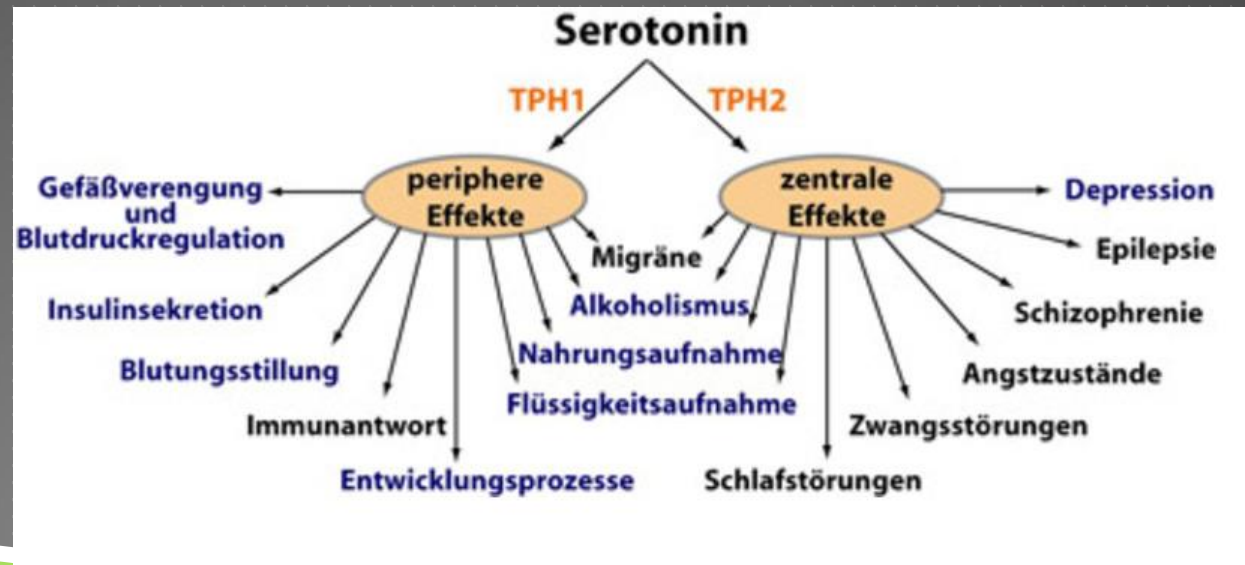 Serotonin
TPH1
TPH2
periphere
Effekte
zentrale
Effekte
Gefäßverengung
und
Blutdruckregulation
Insulinsekretion
Blutungsstillung
Immunantwort
Entwicklungsprozesse
Migräne
Alkoholismus
Nahrungsaufnahme
Flüssigkeitsaufnahme
Depression
Epilepsie
Schizophrenie
Angstzustände
Zwangsstörungen
Schlafstörungen